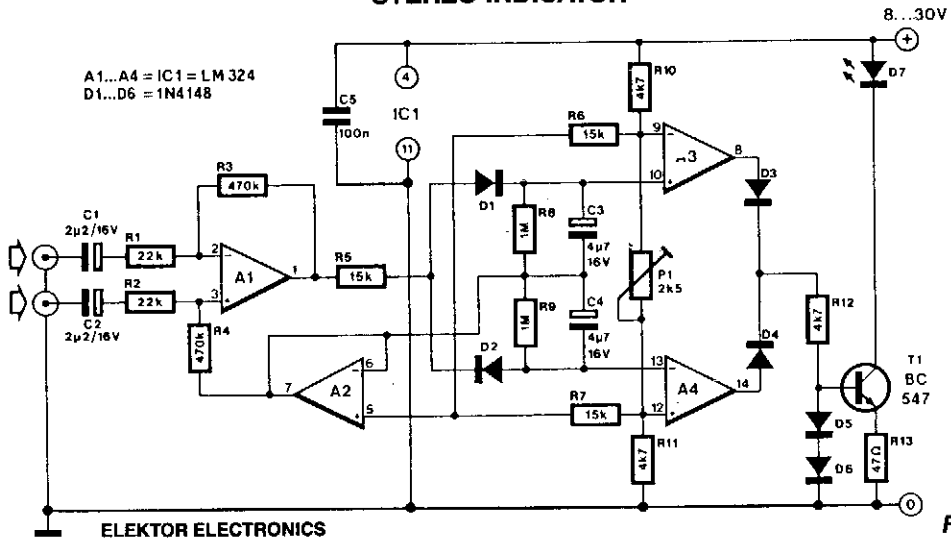 STEREO INDICATOR
8...30V
+
A1...A4 = IC1 = LM 324
D1...D6 = 1N4148
C5
100n
4
IC1
11
R10
4k7
D7
R6
15k
9
10
3
8
D3
R3
470k
C1
2µ2/16V
R1
22k
2
A1
1
R5
15k
D1
R8
1M
C3
4µ7
16V
P1
2k5
R2
22k
3
C2
2µ2/16V
R4
470k
R9
1M
C4
4µ7
16V
R12
4k7
D4
D2
7
A2
6
5
13
A4
14
12
R7
15k
R11
4k7
T1
BC
547
D5
D6
R13
47Ω
0
ELEKTOR ELECTRONICS
F